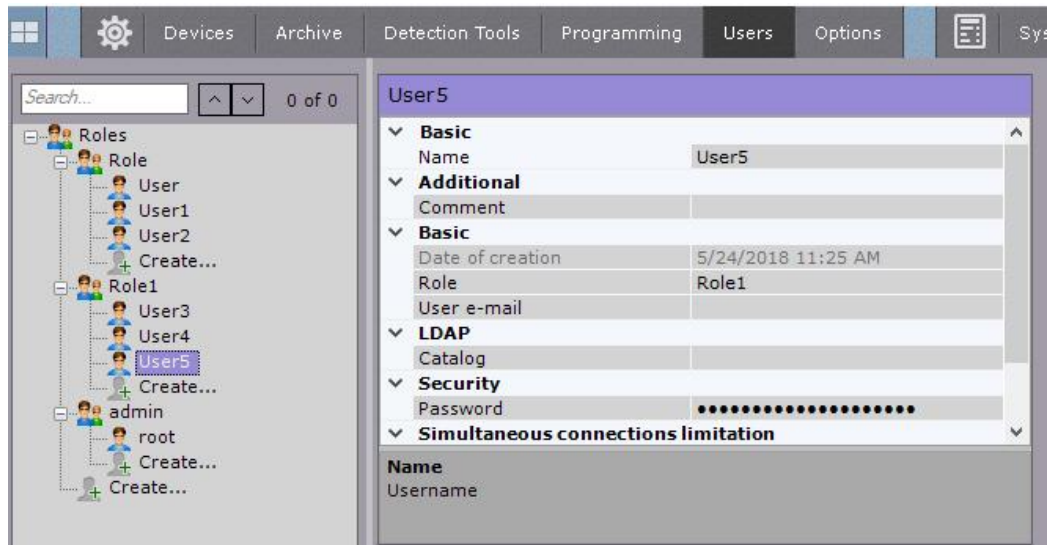 Devices Archive Detection Tools Programming Users Options
Search... 0 of 0
Roles
Role
User
User1
User2
Create...
Role1
User3
User4
User5
Create...
admin
root
Create...
Create...
User5
Basic
Name User5
Additional
Comment
Basic
Date of creation 5/24/2018 11:25 AM
Role Role1
User e-mail
LDAP
Catalog
Security
Password ••••••••••••••••••••
Simultaneous connections limitation
Name
Username